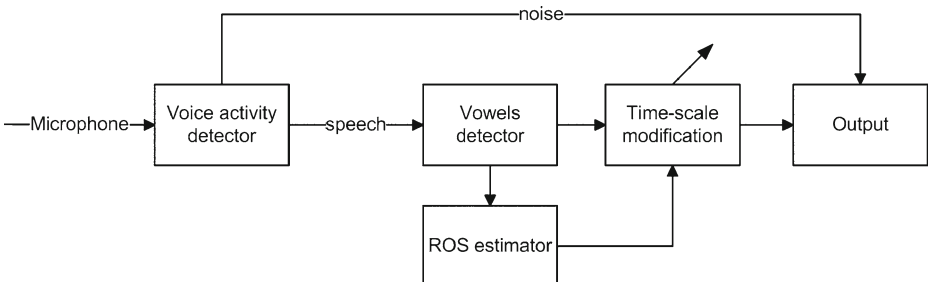 noise
Microphone
Voice activity
detector
speech
Vowels
detector
Time-scale
modification
Output
ROS estimator